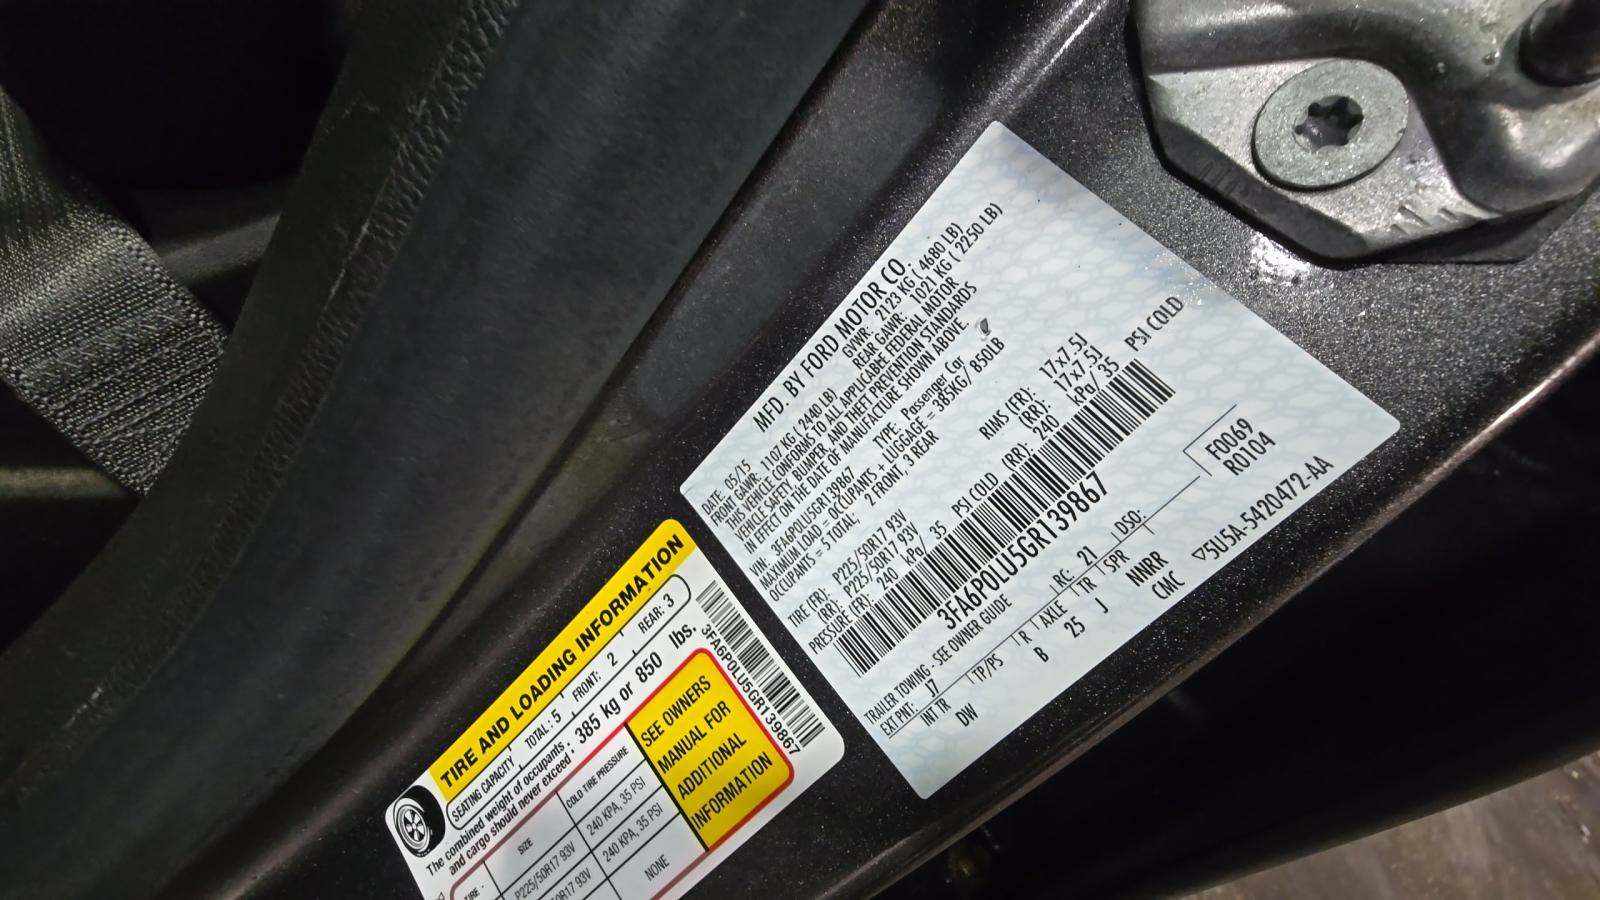 MFD. BY FORD MOTOR CO.
DATE: 05/15 GVWR: 2123 KG ( 4680 LB)
FRONT GAWR: 1107 KG ( 2440 LB) REAR GAWR: 1021 KG ( 2250 LB)
THIS VEHICLE CONFORMS TO ALL APPLICABLE FEDERAL MOTOR
VEHICLE SAFETY, BUMPER, AND THEFT PREVENTION STANDARDS
IN EFFECT ON THE DATE OF MANUFACTURE SHOWN ABOVE.
VIN: 3FA6P0LU5GR139867 TYPE: Passenger Car
MAXIMUM LOAD = OCCUPANTS + LUGGAGE = 385KG/ 850LB
OCCUPANTS = 5 TOTAL, 2 FRONT, 3 REAR
TIRE (FR): P225/50R17 93V RIMS (FR): 17x7.5J
(RR): P225/50R17 93V (RR): 17x7.5J
PRESSURE (FR): 240 kPa/ 35 PSI COLD (RR): 240 kPa/ 35 PSI COLD
3FA6P0LU5GR139867
TRAILER TOWING - SEE OWNER GUIDE F0069
EXT PNT: J7 RC: 21 DSO: R0104
INT TR TP/PS R AXLE TR SPR
DW B 25 J NNRR
CMC ▽5U5A-5420472-AA
TIRE AND LOADING INFORMATION
SEATING CAPACITY TOTAL: 5 FRONT: 2 REAR: 3
The combined weight of occupants
and cargo should never exceed : 385 kg or 850 lbs.
SIZE COLD TIRE PRESSURE
P225/50R17 93V 240 KPA, 35 PSI
93V 240 KPA, 35 PSI
NONE
SEE OWNERS
MANUAL FOR
ADDITIONAL
INFORMATION
3FA6P0LU5GR139867